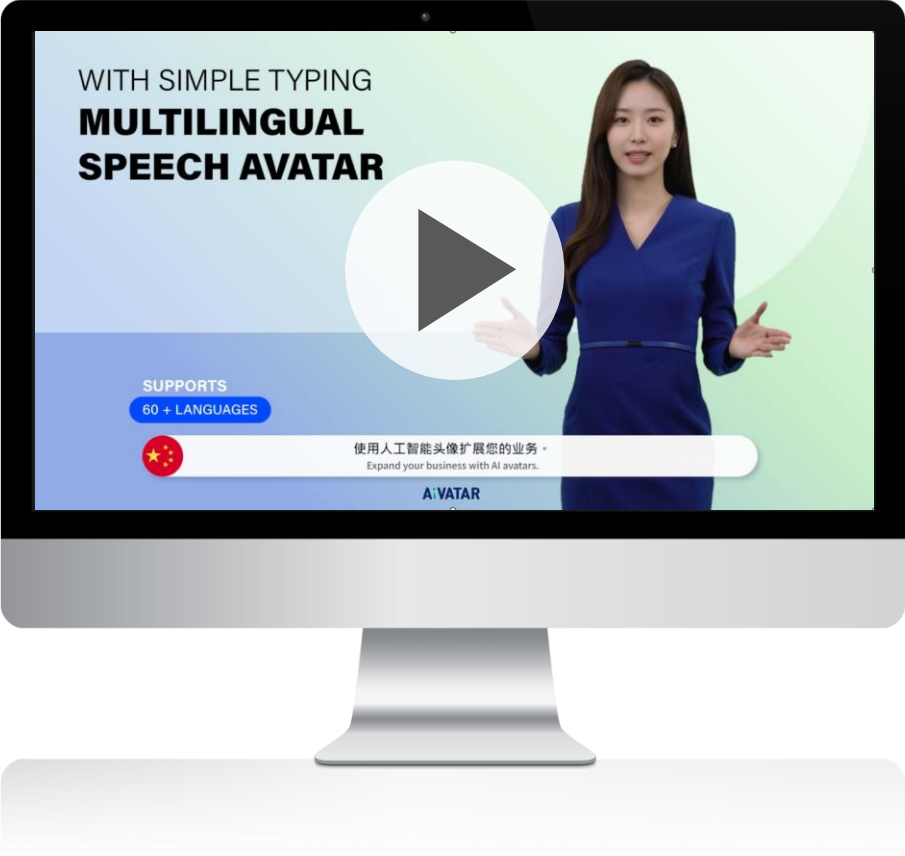 WITH SIMPLE TYPING
MULTILINGUAL
SPEECH AVATAR
SUPPORTS
60 + LANGUAGES
使用人工智能头像扩展您的业务。
Expand your business with AI avatars.
AiVATAR